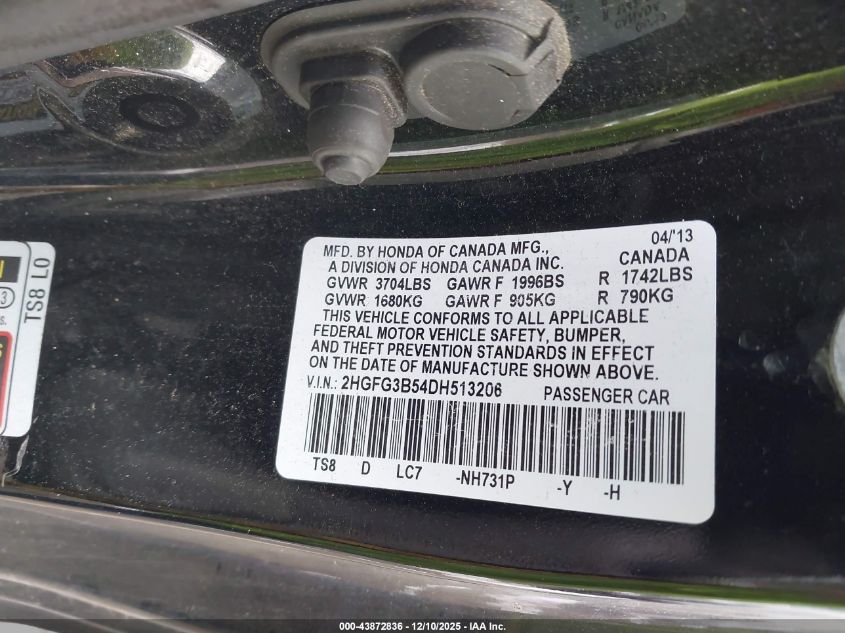 CANADA
MFD. BY HONDA OF CANADA MFG., 04/'13
A DIVISION OF HONDA CANADA INC. CANADA
GVWR 3704LBS GAWR F 1996BS R 1742LBS
GVWR 1680KG GAWR F 905KG R 790KG
THIS VEHICLE CONFORMS TO ALL APPLICABLE
FEDERAL MOTOR VEHICLE SAFETY, BUMPER,
AND THEFT PREVENTION STANDARDS IN EFFECT
ON THE DATE OF MANUFACTURE SHOWN ABOVE.
V.I.N.: 2HGFG3B54DH513206 PASSENGER CAR
TS8 D LC7 -NH731P -Y -H
TS8 L0
3
000-43872836 - 12/10/2025 - IAA Inc.